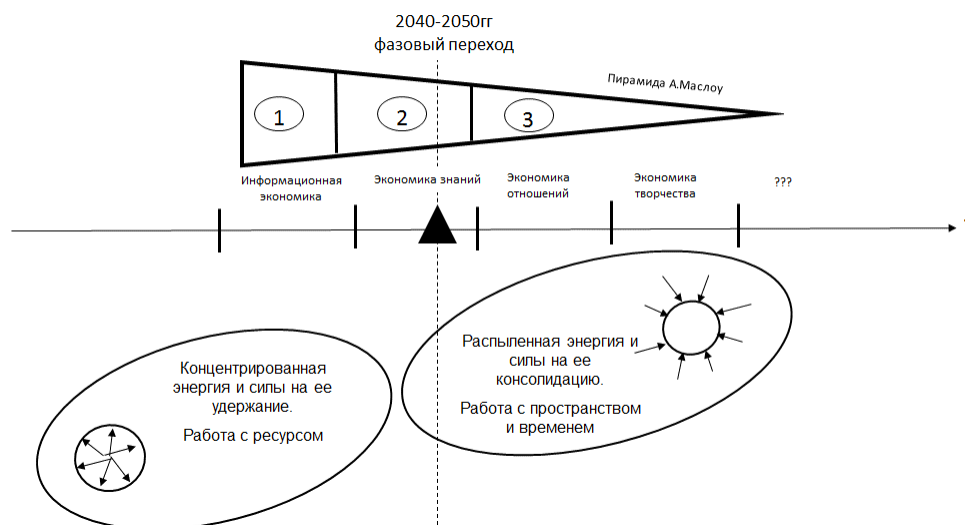 2040-2050гг
фазовый переход
Пирамида А.Маслоу
1
2
3
Информационная
экономика
Экономика знаний
Экономика
отношений
Экономика
творчества
???
Распыленная энергия и
силы на ее
консолидацию.
Работа с пространством
и временем
Концентрированная
энергия и силы на ее
удержание.
Работа с ресурсом